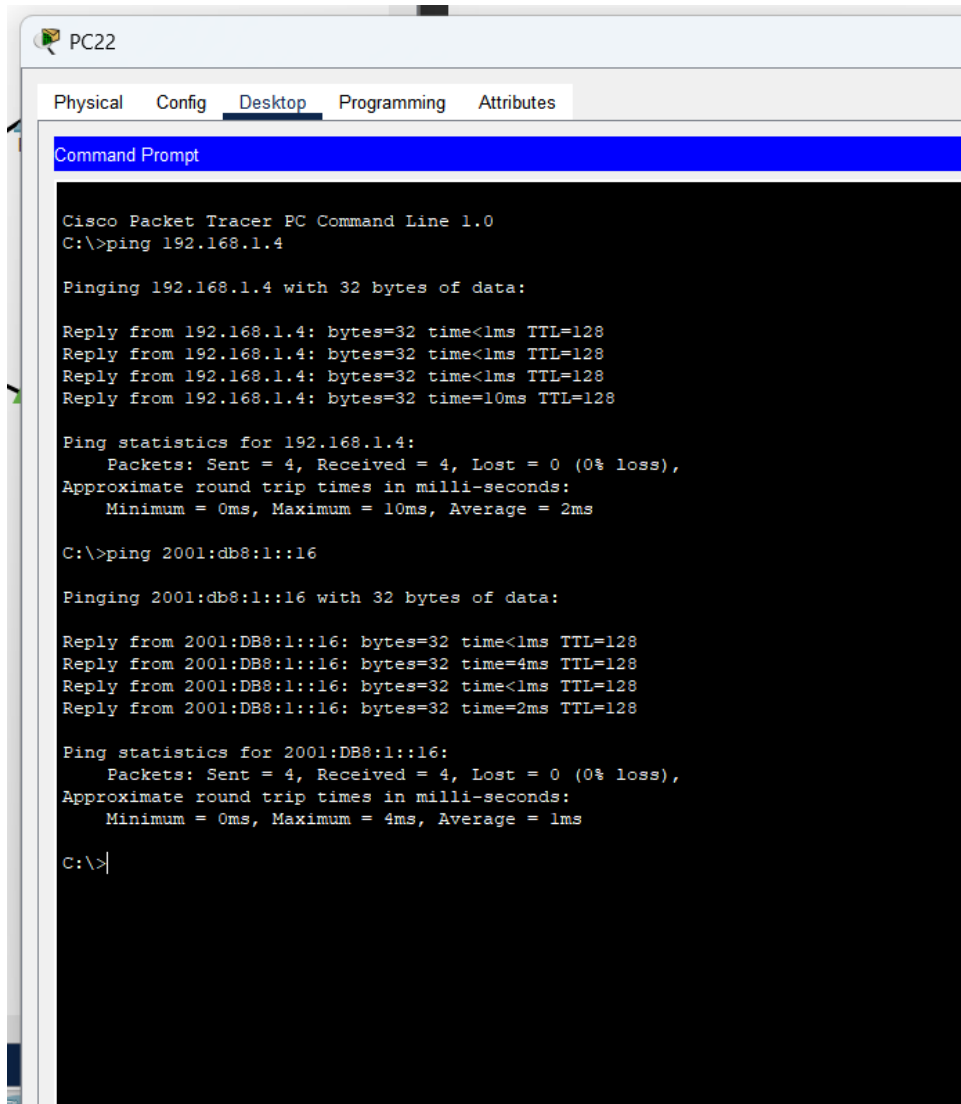 PC22
Physical Config Desktop Programming Attributes
Command Prompt
Cisco Packet Tracer PC Command Line 1.0
C:\>ping 192.168.1.4
Pinging 192.168.1.4 with 32 bytes of data:
Reply from 192.168.1.4: bytes=32 time<1ms TTL=128
Reply from 192.168.1.4: bytes=32 time<1ms TTL=128
Reply from 192.168.1.4: bytes=32 time<1ms TTL=128
Reply from 192.168.1.4: bytes=32 time=10ms TTL=128
Ping statistics for 192.168.1.4:
Packets: Sent = 4, Received = 4, Lost = 0 (0% loss),
Approximate round trip times in milli-seconds:
Minimum = 0ms, Maximum = 10ms, Average = 2ms
C:\>ping 2001:db8:1::16
Pinging 2001:db8:1::16 with 32 bytes of data:
Reply from 2001:DB8:1::16: bytes=32 time<1ms TTL=128
Reply from 2001:DB8:1::16: bytes=32 time=4ms TTL=128
Reply from 2001:DB8:1::16: bytes=32 time<1ms TTL=128
Reply from 2001:DB8:1::16: bytes=32 time=2ms TTL=128
Ping statistics for 2001:DB8:1::16:
Packets: Sent = 4, Received = 4, Lost = 0 (0% loss),
Approximate round trip times in milli-seconds:
Minimum = 0ms, Maximum = 4ms, Average = 1ms
C:\>